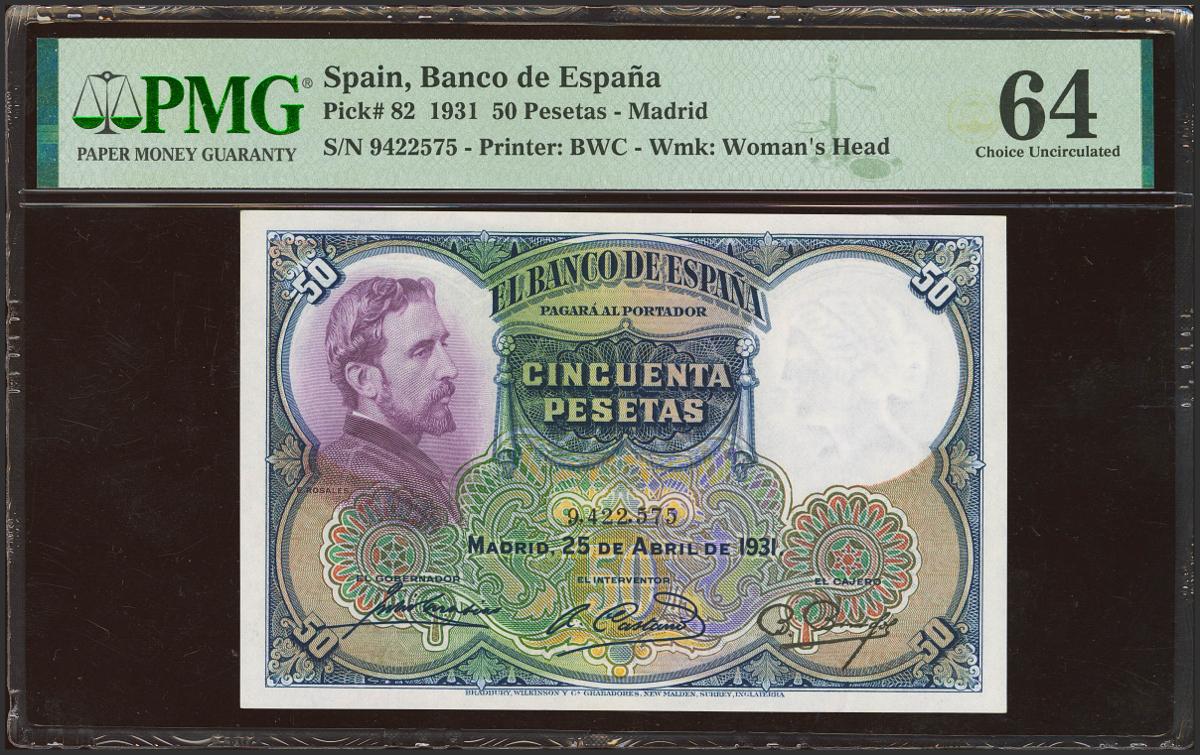 PMG®
PAPER MONEY GUARANTY
Spain, Banco de España
Pick# 82 1931 50 Pesetas - Madrid
S/N 9422575 - Printer: BWC - Wmk: Woman's Head
64
Choice Uncirculated
50
50
EL BANCO DE ESPAÑA
PAGARÁ AL PORTADOR
CINCUENTA
PESETAS
E. ROSALES
9.422.575
MADRID, 25 DE ABRIL DE 1931
EL GOBERNADOR
EL INTERVENTOR
EL CAJERO
50
50
BRADBURY, WILKINSON Y Cª GRABADORES, NEW MALDEN, SURREY, INGLATERRA